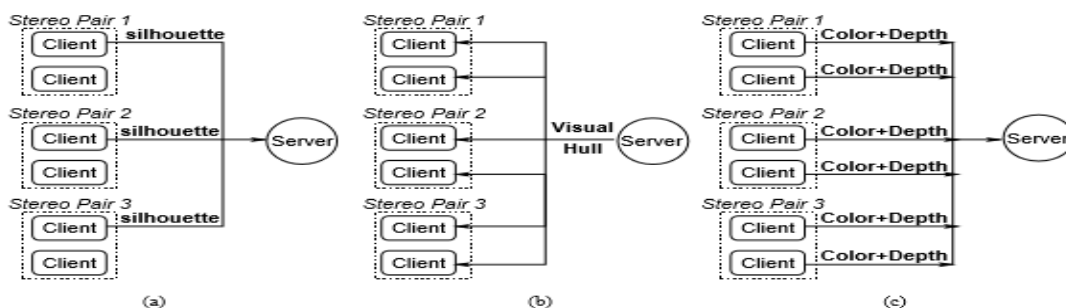 Stereo Pair 1
Client
silhouette
Client
Stereo Pair 2
Client
silhouette
Client
Stereo Pair 3
Client
silhouette
Client
Server
(a)
Stereo Pair 1
Client
Client
Stereo Pair 2
Client
Client
Stereo Pair 3
Client
Client
Visual
Hull
Server
(b)
Stereo Pair 1
Client
Color+Depth
Client
Color+Depth
Stereo Pair 2
Client
Color+Depth
Client
Color+Depth
Stereo Pair 3
Client
Color+Depth
Client
Color+Depth
Server
(c)